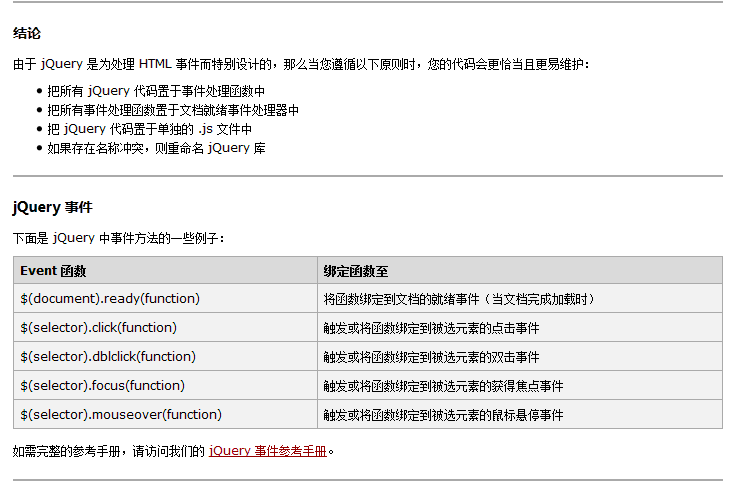 结论
由于 jQuery 是为处理 HTML 事件而特别设计的，那么当您遵循以下原则时，您的代码会更恰当且更易维护：
• 把所有 jQuery 代码置于事件处理函数中
• 把所有事件处理函数置于文档就绪事件处理器中
• 把 jQuery 代码置于单独的 .js 文件中
• 如果存在名称冲突，则重命名 jQuery 库
jQuery 事件
下面是 jQuery 中事件方法的一些例子：
Event 函数 绑定函数至
$(document).ready(function) 将函数绑定到文档的就绪事件（当文档完成加载时）
$(selector).click(function) 触发或将函数绑定到被选元素的点击事件
$(selector).dblclick(function) 触发或将函数绑定到被选元素的双击事件
$(selector).focus(function) 触发或将函数绑定到被选元素的获得焦点事件
$(selector).mouseover(function) 触发或将函数绑定到被选元素的鼠标悬停事件
如需完整的参考手册，请访问我们的 jQuery 事件参考手册。